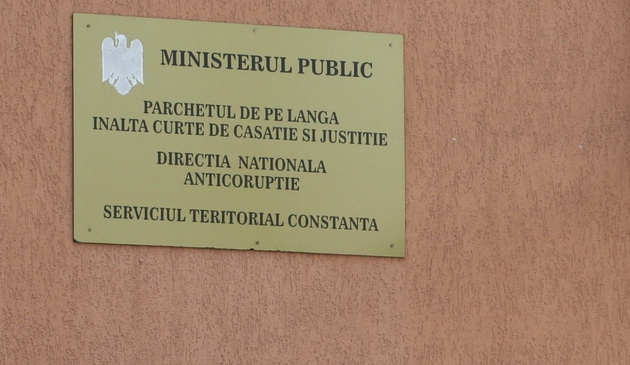 MINISTERUL PUBLIC
PARCHETUL DE PE LANGA
INALTA CURTE DE CASATIE SI JUSTITIE
DIRECTIA NATIONALA
ANTICORUPTIE
SERVICIUL TERITORIAL CONSTANTA